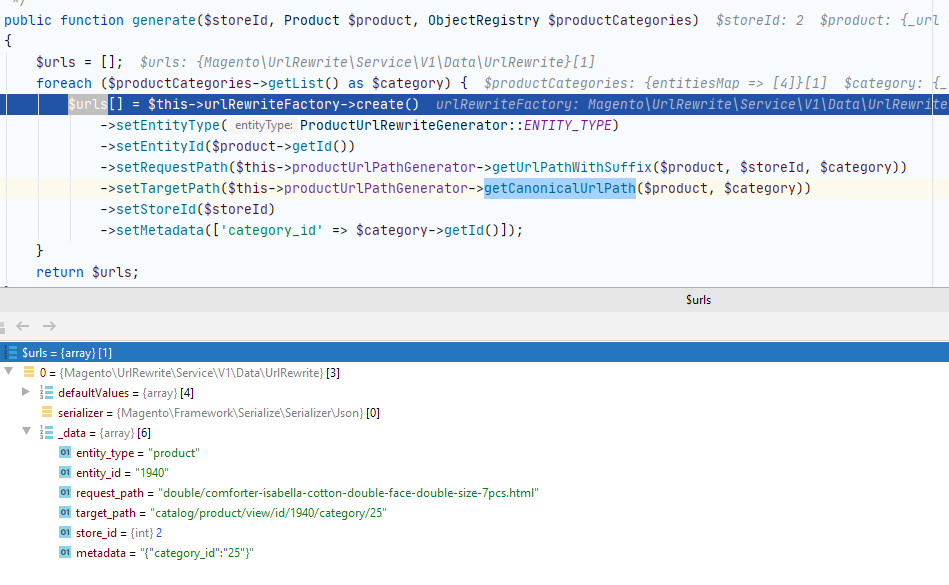 */
public function generate($storeId, Product $product, ObjectRegistry $productCategories)  $storeId: 2  $product: {_url
{
$urls = [];  $urls: {Magento\UrlRewrite\Service\V1\Data\UrlRewrite}[1]
foreach ($productCategories->getList() as $category) {  $productCategories: {entitiesMap => [4]}[1]  $category: {_
$urls[] = $this->urlRewriteFactory->create()  urlRewriteFactory: Magento\UrlRewrite\Service\V1\Data\UrlRewrite
->setEntityType( entityType: ProductUrlRewriteGenerator::ENTITY_TYPE)
->setEntityId($product->getId())
->setRequestPath($this->productUrlPathGenerator->getUrlPathWithSuffix($product, $storeId, $category))
->setTargetPath($this->productUrlPathGenerator->getCanonicalUrlPath($product, $category))
->setStoreId($storeId)
->setMetadata(['category_id' => $category->getId()]);
}
return $urls;
$urls
$urls = {array} [1]
0 = {Magento\UrlRewrite\Service\V1\Data\UrlRewrite} [3]
defaultValues = {array} [4]
serializer = {Magento\Framework\Serialize\Serializer\Json} [0]
_data = {array} [6]
01 entity_type = "product"
01 entity_id = "1940"
01 request_path = "double/comforter-isabella-cotton-double-face-double-size-7pcs.html"
01 target_path = "catalog/product/view/id/1940/category/25"
01 store_id = {int} 2
01 metadata = "{"category_id":"25"}"